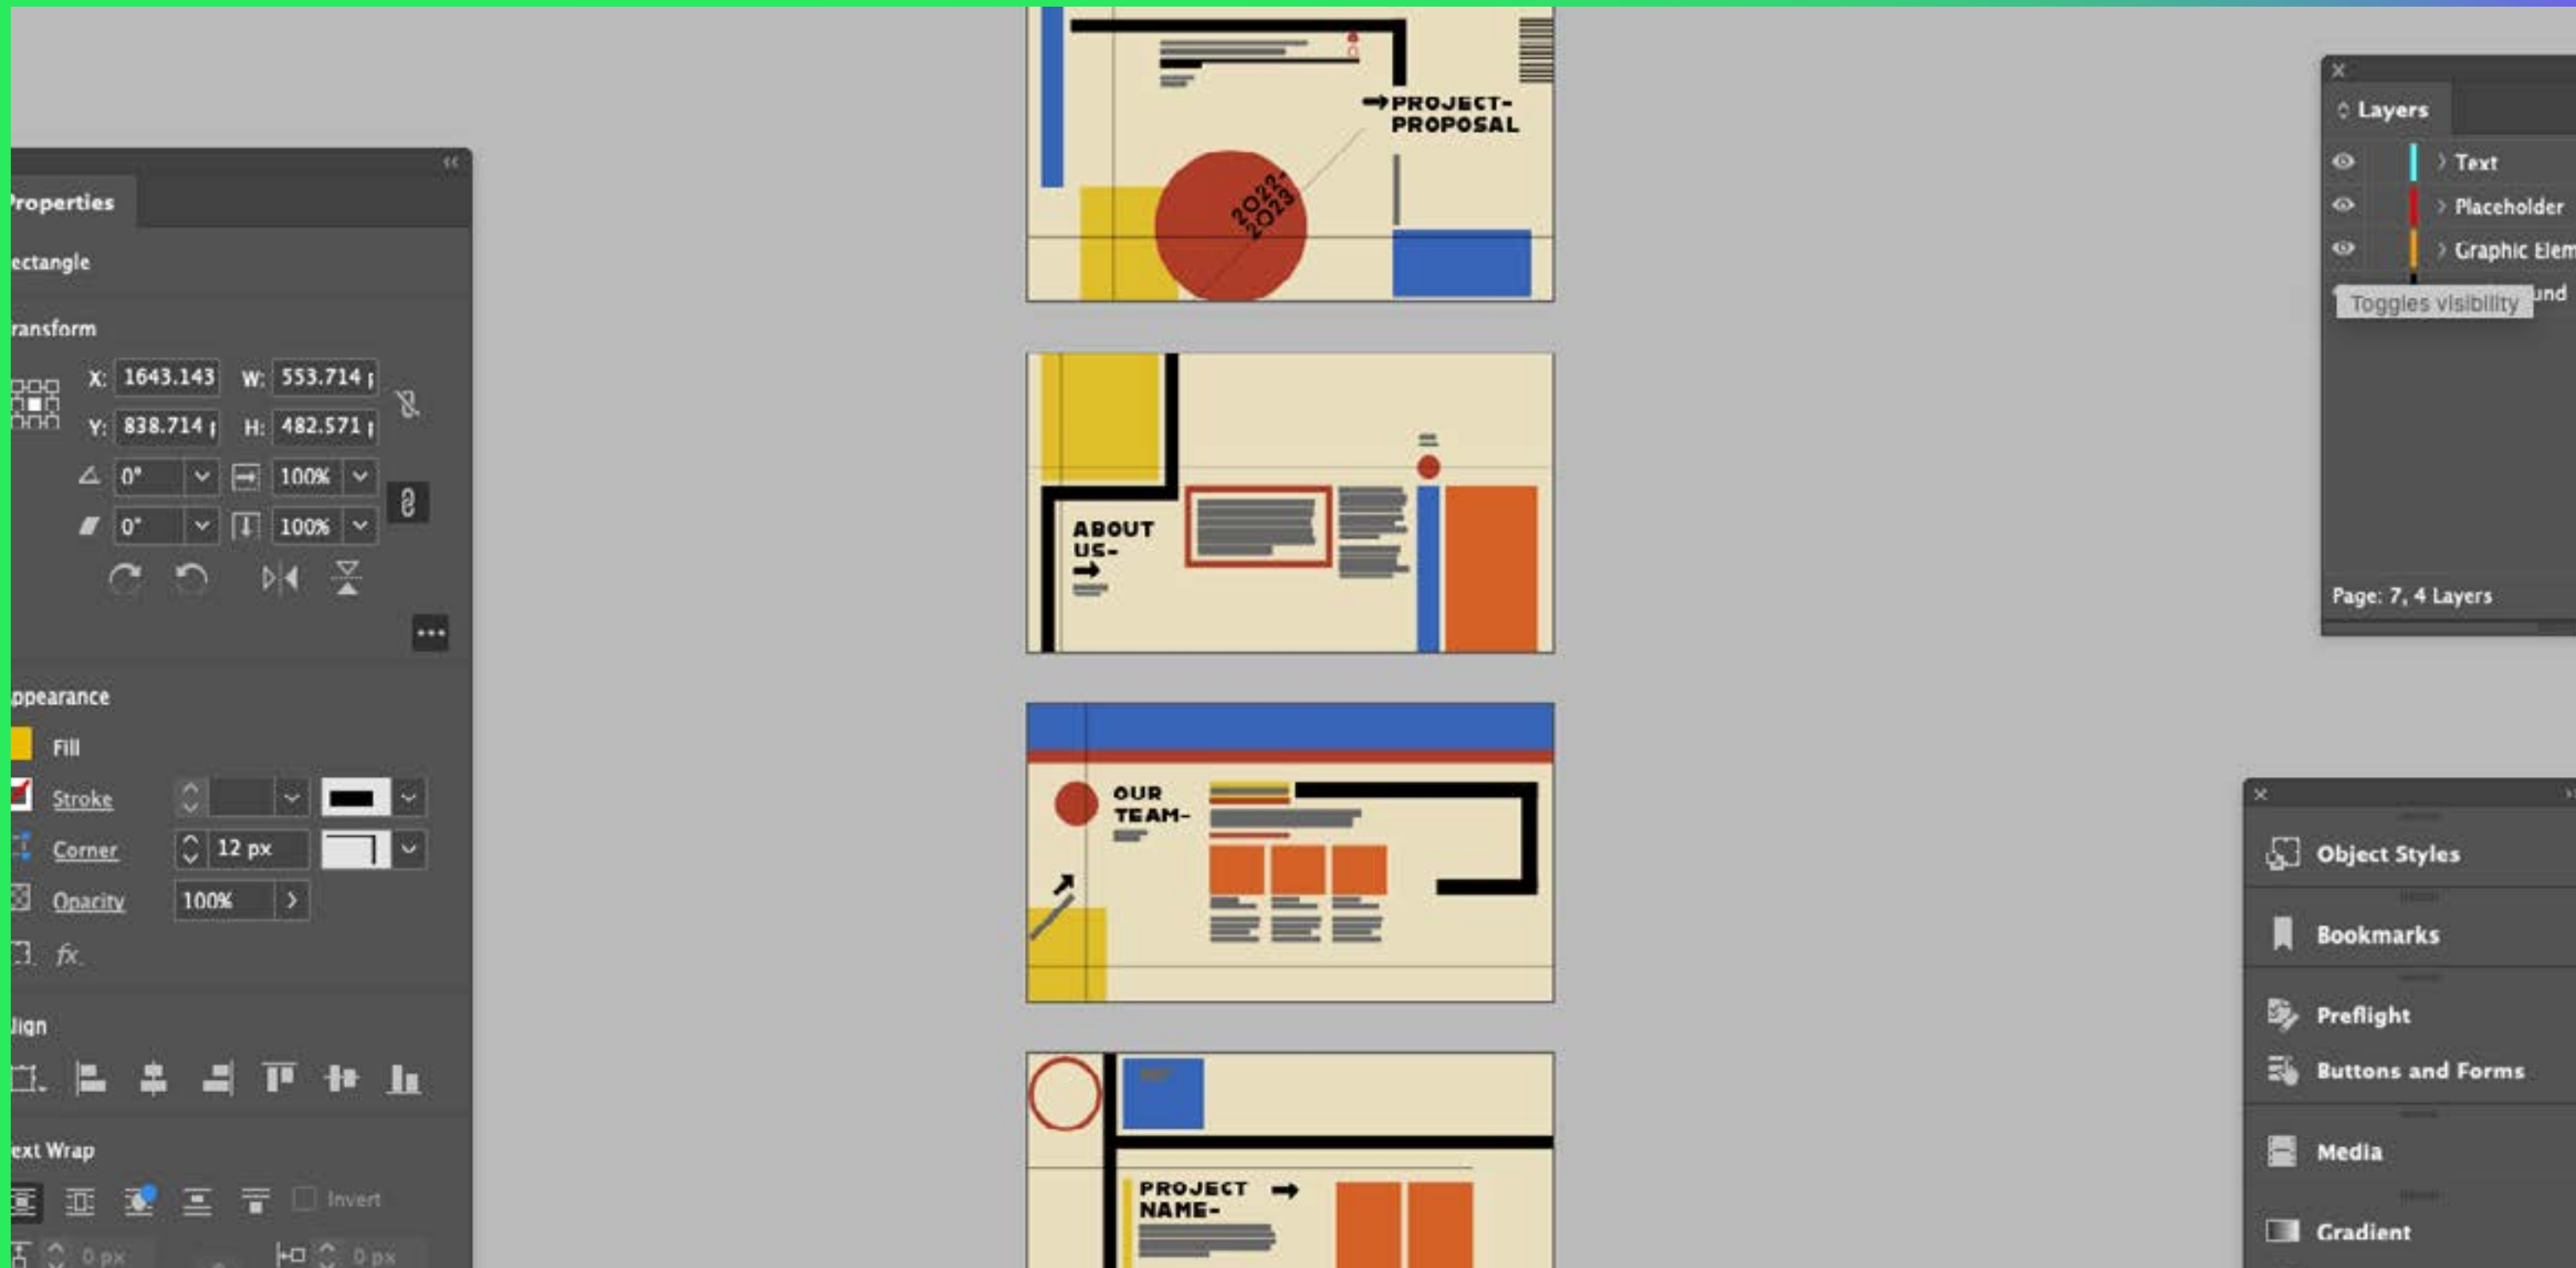 Properties
ectangle
ransform
X: 1643.143 W: 553.714 p
Y: 838.714 p H: 482.571 p
0° 100%
0° 100%
ppearance
Fill
Stroke
Corner 12 px
Opacity 100%
fx.
lign
ext Wrap
Invert
0 px 0 px
PROJECT-
PROPOSAL
2022-
2023
ABOUT
US-
OUR
TEAM-
PROJECT
NAME-
Layers
Text
Placeholder
Graphic Elem
und
Toggles visibility
Page: 7, 4 Layers
Object Styles
Bookmarks
Preflight
Buttons and Forms
Media
Gradient